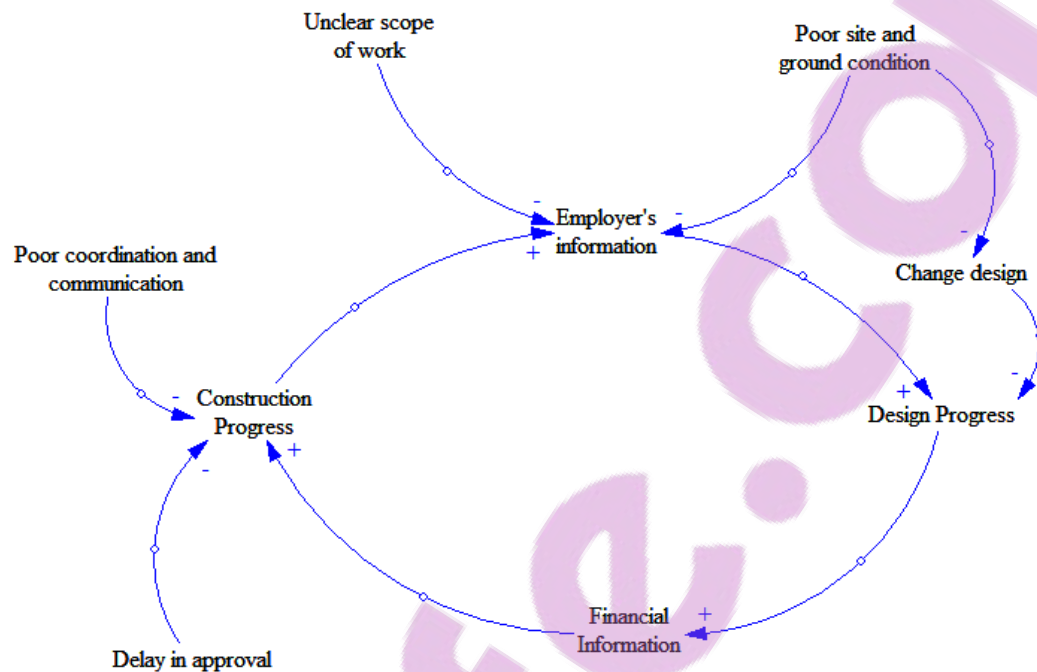 Unclear scope
of work
Poor site and
ground condition
-
-
Employer's
information
+
-
Poor coordination and
communication
Change design
-
-
Construction
Progress
+
Design Progress
+
-
Financial
Information
+
Delay in approval